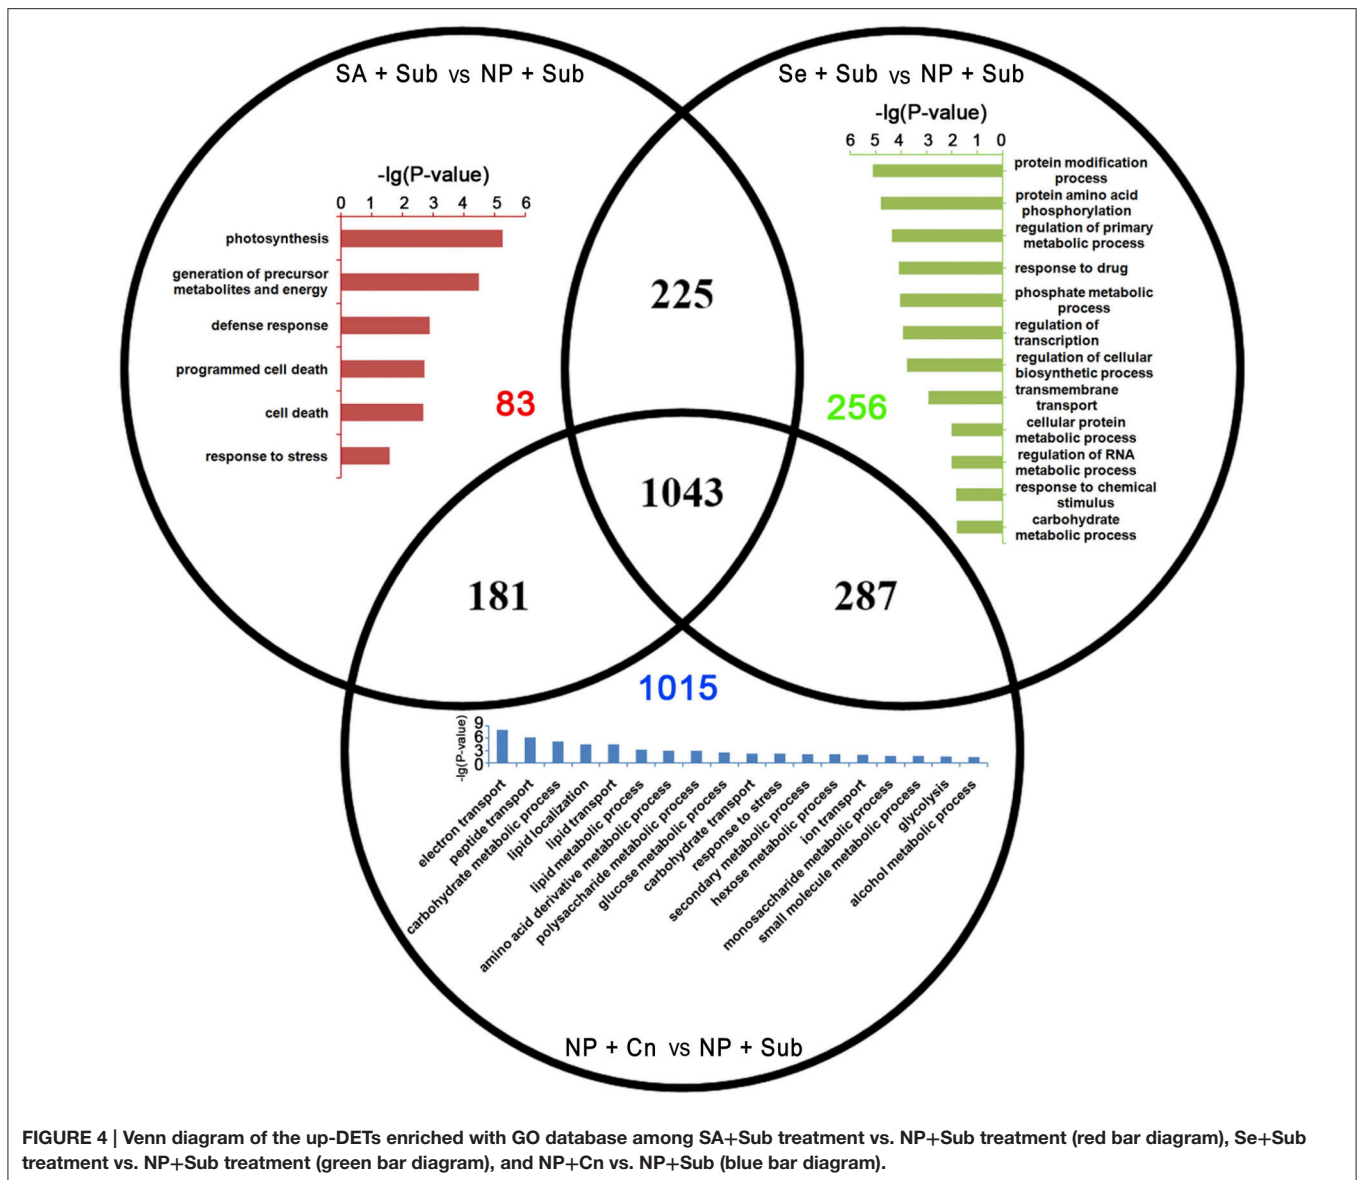 SA + Sub vs NP + Sub
Se + Sub vs NP + Sub
-lg(P-value)
0 1 2 3 4 5 6
photosynthesis
generation of precursor
metabolites and energy
defense response
programmed cell death
cell death
response to stress
83
225
-lg(P-value)
6 5 4 3 2 1 0
protein modification
process
protein amino acid
phosphorylation
regulation of primary
metabolic process
response to drug
phosphate metabolic
process
regulation of
transcription
regulation of cellular
biosynthetic process
transmembrane
transport
cellular protein
metabolic process
regulation of RNA
metabolic process
response to chemical
stimulus
carbohydrate
metabolic process
256
1043
181
287
1015
-lg(P-value)
9
6
3
0
electron transport
peptide transport
carbohydrate metabolic process
lipid localization
lipid transport
lipid metabolic process
amino acid derivative metabolic process
polysaccharide metabolic process
glucose metabolic process
carbohydrate transport
response to stress
secondary metabolic process
hexose metabolic process
ion transport
monosaccharide metabolic process
small molecule metabolic process
glycolysis
alcohol metabolic process
NP + Cn vs NP + Sub
FIGURE 4 | Venn diagram of the up-DETs enriched with GO database among SA+Sub treatment vs. NP+Sub treatment (red bar diagram), Se+Sub
treatment vs. NP+Sub treatment (green bar diagram), and NP+Cn vs. NP+Sub (blue bar diagram).